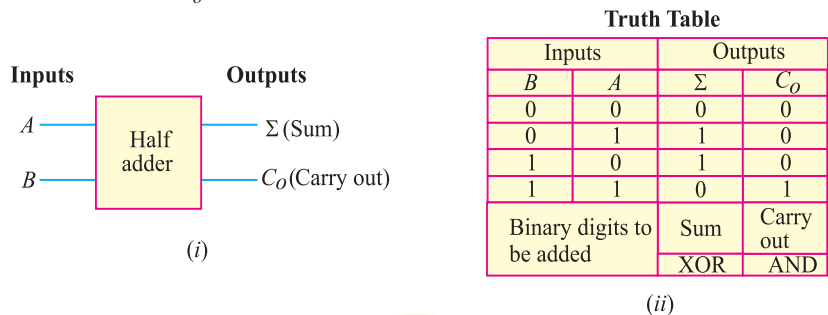 Inputs
Outputs
A
Half
adder
Σ (Sum)
B
C_O (Carry out)
(i)
Truth Table
Inputs Outputs
B A Σ C_O
0 0 0 0
0 1 1 0
1 0 1 0
1 1 0 1
Binary digits to
be added
Sum
Carry
out
XOR AND
(ii)